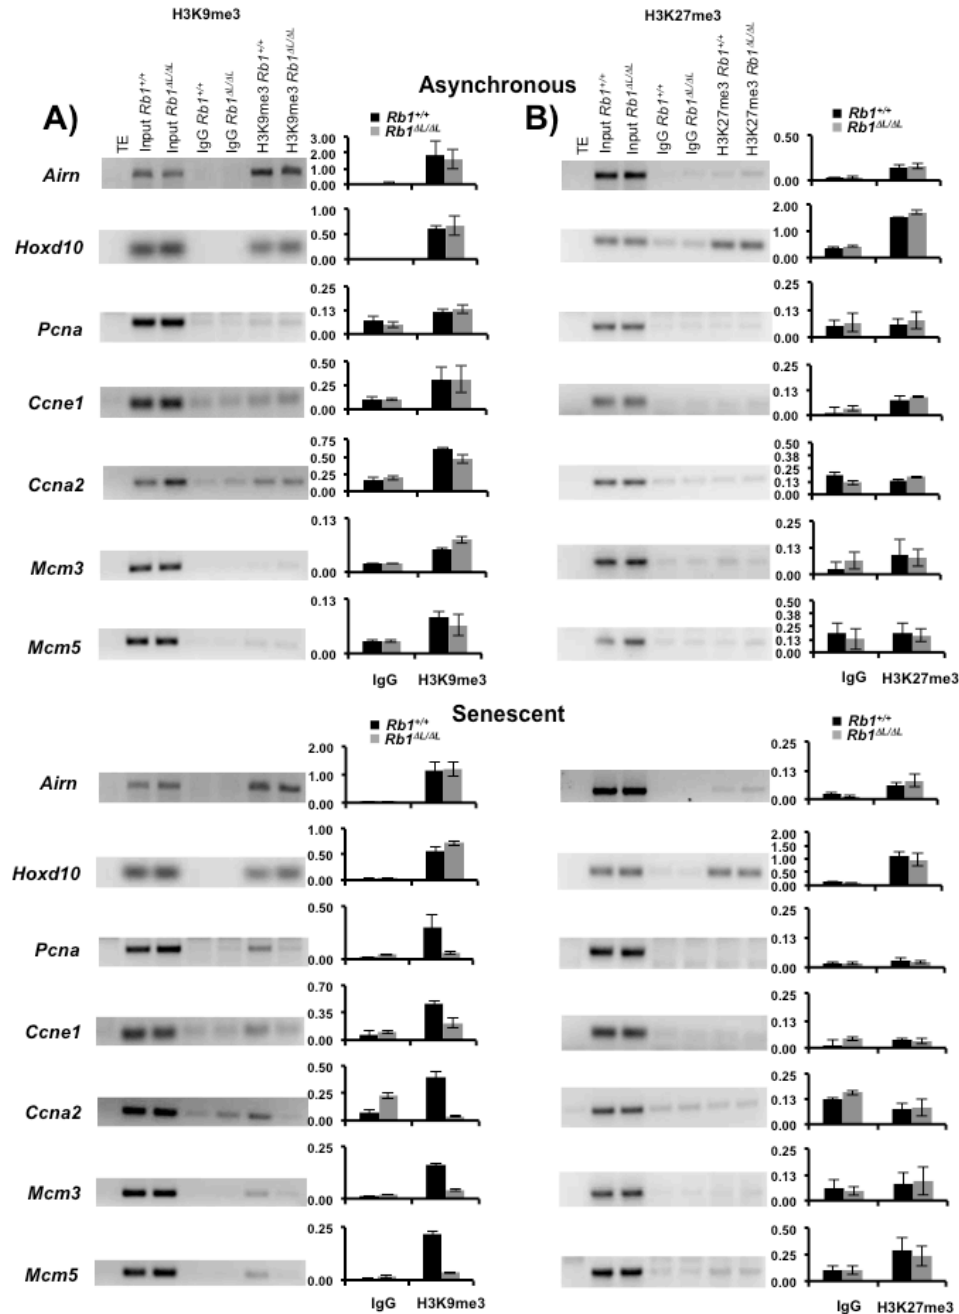 H3K9me3
H3K27me3
TE
Input Rb1+/+
Input Rb1ΔL/ΔL
IgG Rb1+/+
IgG Rb1ΔL/ΔL
H3K9me3 Rb1+/+
H3K9me3 Rb1ΔL/ΔL
TE
Input Rb1+/+
Input Rb1ΔL/ΔL
IgG Rb1+/+
IgG Rb1ΔL/ΔL
H3K27me3 Rb1+/+
H3K27me3 Rb1ΔL/ΔL
Asynchronous
A)
B)
Rb1+/+
Rb1ΔL/ΔL
Rb1+/+
Rb1ΔL/ΔL
Airn
3.00
2.00
1.00
0.00
0.50
0.00
Hoxd10
1.00
0.50
0.00
2.00
1.00
0.00
Pcna
0.25
0.13
0.00
0.25
0.13
0.00
Ccne1
0.50
0.25
0.00
0.25
0.13
0.00
Ccna2
0.75
0.50
0.25
0.00
0.50
0.38
0.25
0.13
0.00
Mcm3
0.13
0.00
0.25
0.13
0.00
Mcm5
0.13
0.00
0.50
0.38
0.25
0.13
0.00
IgG H3K9me3
IgG H3K27me3
Senescent
Rb1+/+
Rb1ΔL/ΔL
Rb1+/+
Rb1ΔL/ΔL
Airn
2.00
1.00
0.00
0.25
0.13
0.00
Hoxd10
1.00
0.50
0.00
2.00
1.50
1.00
0.50
0.00
Pcna
0.50
0.00
0.25
0.13
0.00
Ccne1
0.70
0.35
0.00
0.25
0.13
0.00
Ccna2
0.50
0.25
0.00
0.25
0.13
0.00
Mcm3
0.25
0.00
0.25
0.13
0.00
Mcm5
0.25
0.00
0.50
0.25
0.00
IgG H3K9me3
IgG H3K27me3